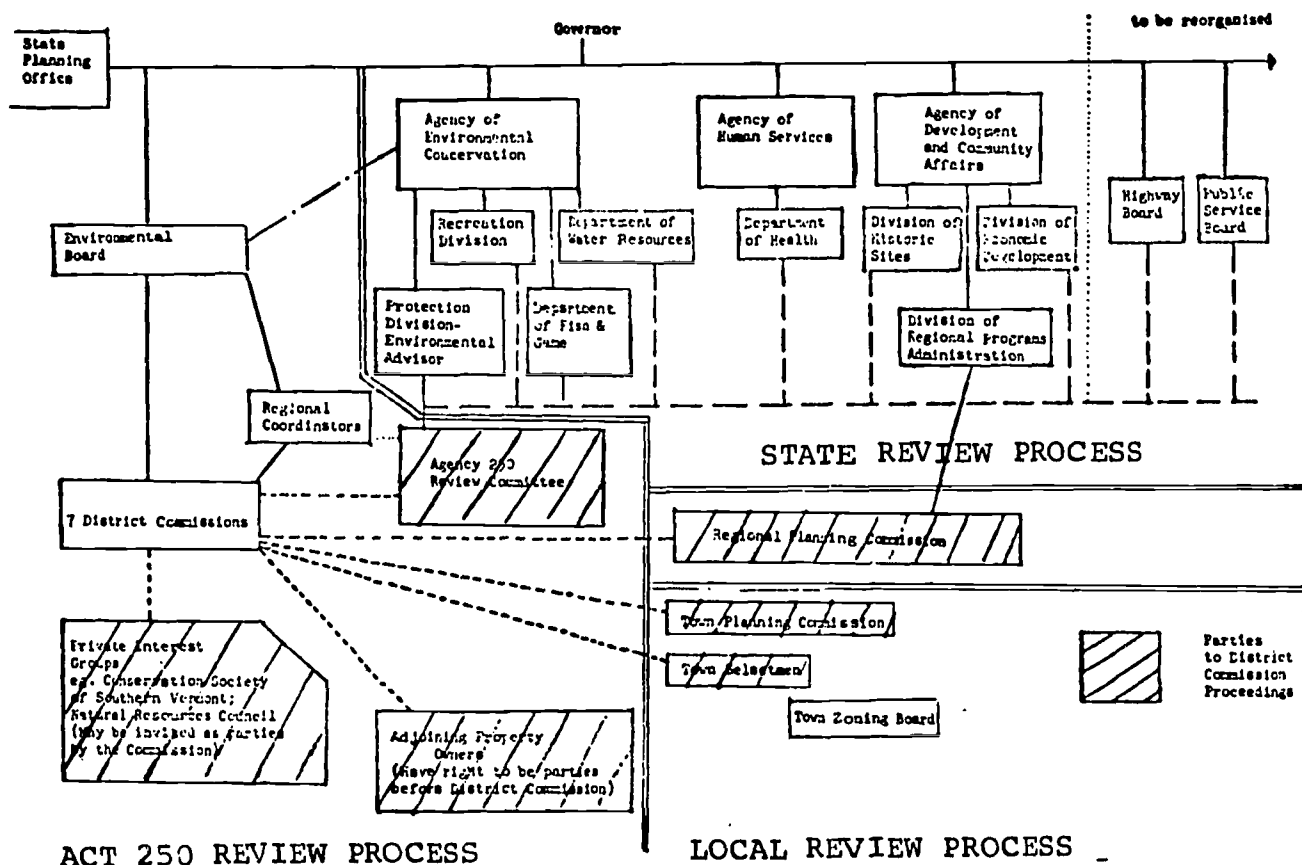 Governor
to be reorganised
State
Planning
Office
Agency of
Environmental
Concervation
Agency of
Human Services
Agency of
Development
and Community
Affairs
Environmental
Board
Recreation
Division
Department of
Water Resources
Department
of Health
Division of
Historic
Sites
Division of
Economic
Development
Highway
Board
Public
Service
Board
Protection
Division-
Environmental
Advisor
Department
of Fish &
Game
Division of
Regional Programs
Administration
Regional
Coordinators
Agency 250
Review Committee
STATE REVIEW PROCESS
7 District Commissions
Regional Planning Commission
Town Planning Commission
Town Selectmen
Town Zoning Board
Parties
to District
Commission
Proceedings
Private Interest
Groups
eg. Conservation Society
of Southern Vermont;
Natural Resources Council
(May be invited as parties
by the Commission)
Adjoining Property
Owners
(Have right to be parties
before District Commission)
ACT 250 REVIEW PROCESS
LOCAL REVIEW PROCESS